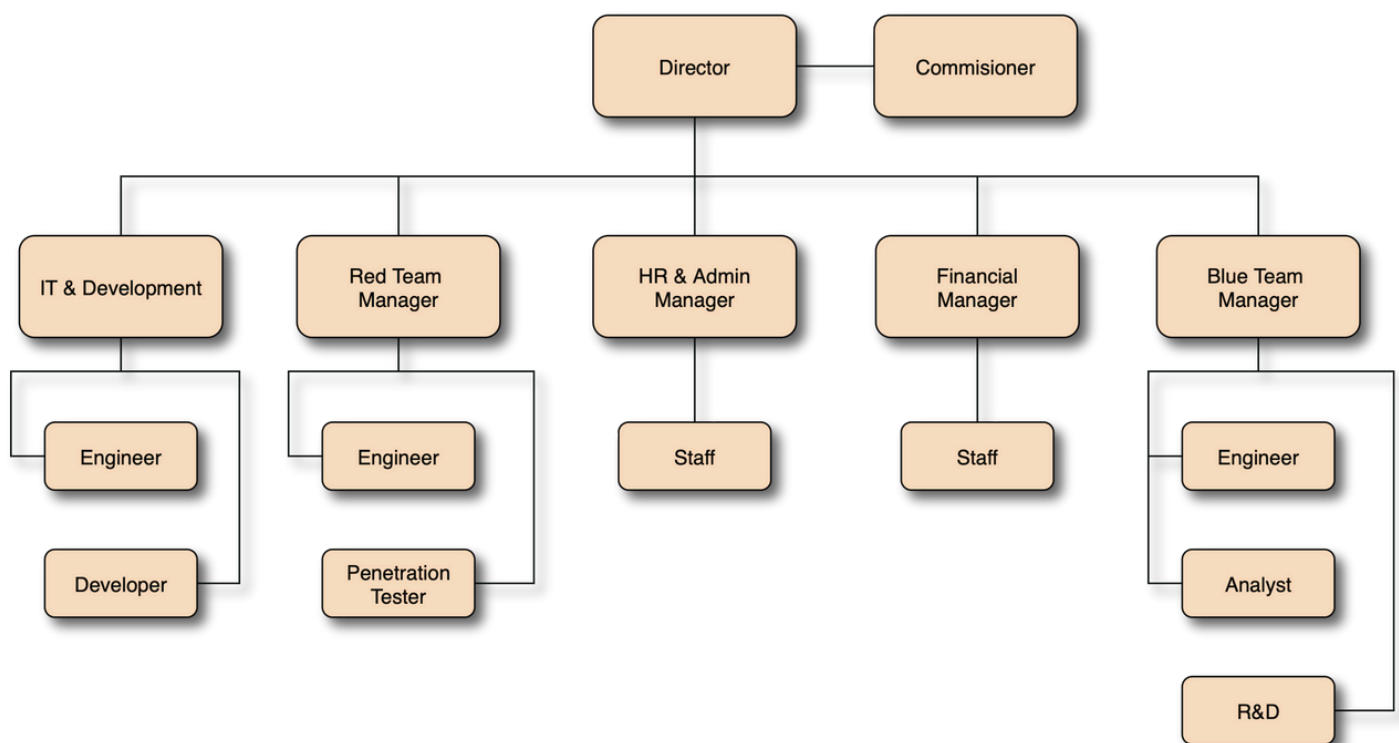 Director
Commisioner
IT & Development
Red Team
Manager
HR & Admin
Manager
Financial
Manager
Blue Team
Manager
Engineer
Engineer
Staff
Staff
Engineer
Developer
Penetration
Tester
Analyst
R&D